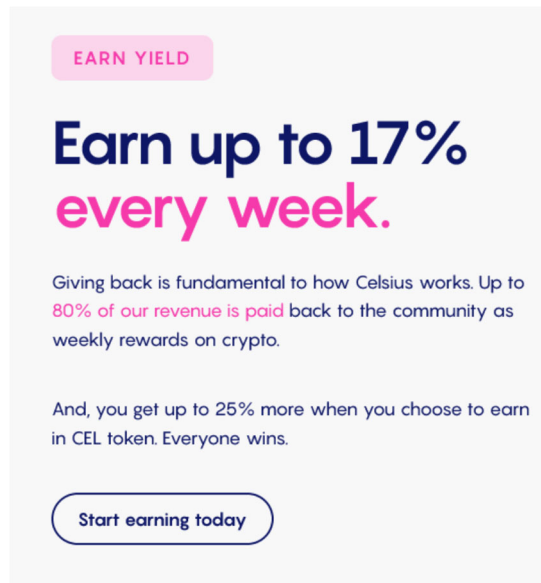 EARN YIELD
Earn up to 17%
every week.
Giving back is fundamental to how Celsius works. Up to
80% of our revenue is paid back to the community as
weekly rewards on crypto.
And, you get up to 25% more when you choose to earn
in CEL token. Everyone wins.
Start earning today